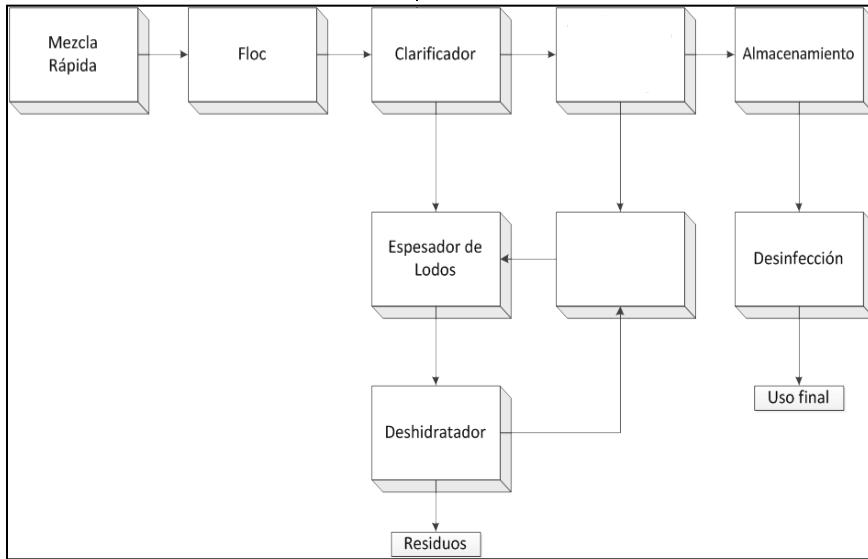 Mezcla
Rápida
Floc
Clarificador
Almacenamiento
Espesador de
Lodos
Desinfección
Uso final
Deshidratador
Residuos